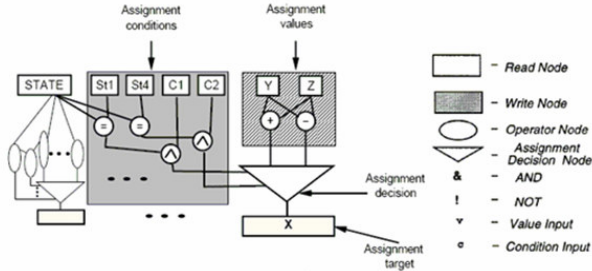 Assignment
conditions
Assignment
values
STATE
St1
St4
C1
C2
Y
Z
=
=
+
−
∧
∧
Assignment
decision
X
Assignment
target
– Read Node
– Write Node
– Operator Node
– Assignment
Decision Node
& – AND
! – NOT
v – Value Input
c – Condition Input